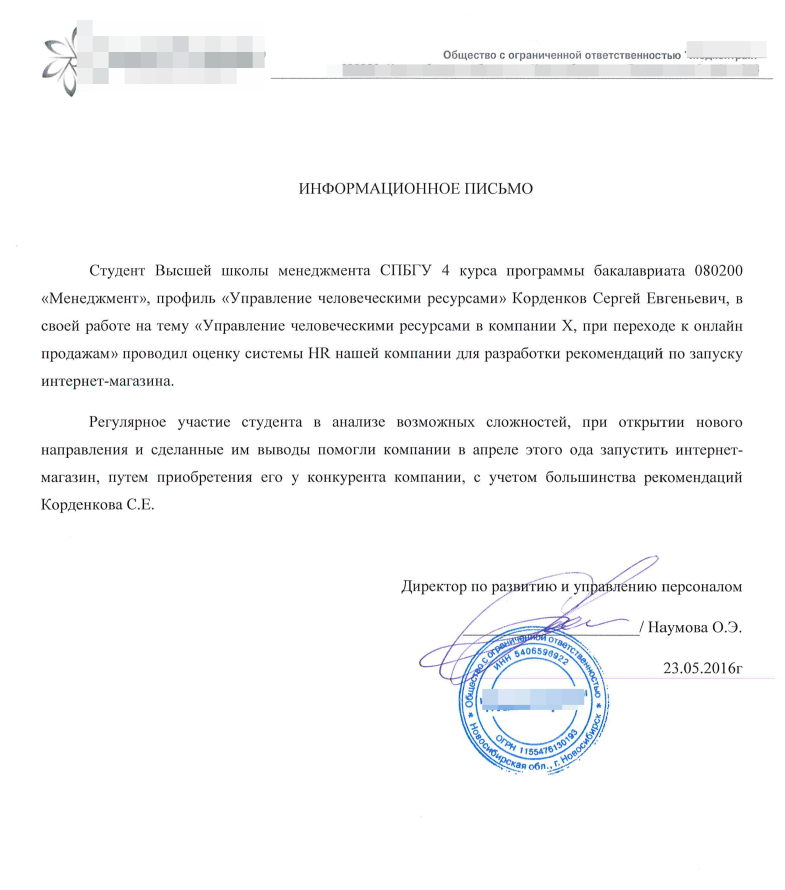 Общество с ограниченной ответственностью
ИНФОРМАЦИОННОЕ ПИСЬМО
Студент Высшей школы менеджмента СПБГУ 4 курса программы бакалавриата 080200
«Менеджмент», профиль «Управление человеческими ресурсами» Корденков Сергей Евгеньевич, в
своей работе на тему «Управление человеческими ресурсами в компании X, при переходе к онлайн
продажам» проводил оценку системы HR нашей компании для разработки рекомендаций по запуску
интернет-магазина.
Регулярное участие студента в анализе возможных сложностей, при открытии нового
направления и сделанные им выводы помогли компании в апреле этого ода запустить интернет-
магазин, путем приобретения его у конкурента компании, с учетом большинства рекомендаций
Корденкова С.Е.
Директор по развитию и управлению персоналом
/ Наумова О.Э.
23.05.2016г
Общество с ограниченной ответственностью
ИНН 5406596922
ОГРН 1155476130193
Новосибирская обл., г. Новосибирск